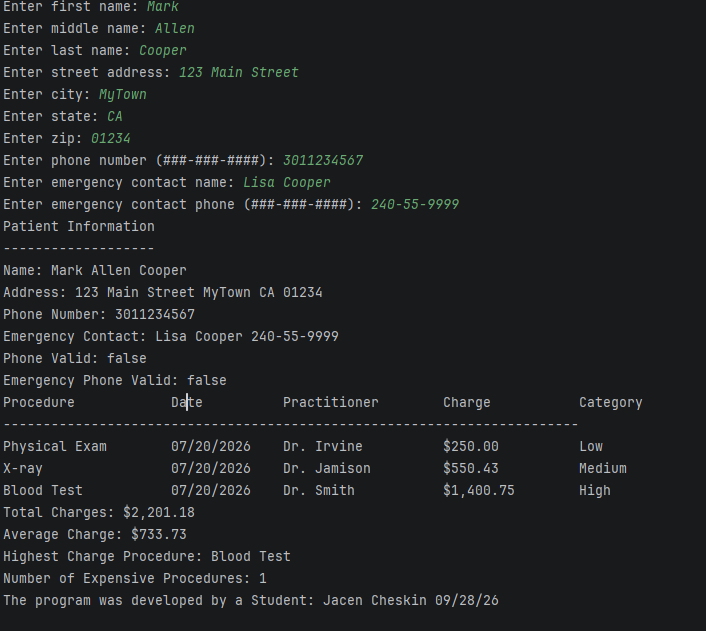 Enter first name: Mark
Enter middle name: Allen
Enter last name: Cooper
Enter street address: 123 Main Street
Enter city: MyTown
Enter state: CA
Enter zip: 01234
Enter phone number (###-###-####): 3011234567
Enter emergency contact name: Lisa Cooper
Enter emergency contact phone (###-###-####): 240-55-9999
Patient Information
-------------------
Name: Mark Allen Cooper
Address: 123 Main Street MyTown CA 01234
Phone Number: 3011234567
Emergency Contact: Lisa Cooper 240-55-9999
Phone Valid: false
Emergency Phone Valid: false
Procedure            Date          Practitioner        Charge           Category
------------------------------------------------------------------------
Physical Exam        07/20/2026    Dr. Irvine          $250.00          Low
X-ray                07/20/2026    Dr. Jamison         $550.43          Medium
Blood Test           07/20/2026    Dr. Smith           $1,400.75        High
Total Charges: $2,201.18
Average Charge: $733.73
Highest Charge Procedure: Blood Test
Number of Expensive Procedures: 1
The program was developed by a Student: Jacen Cheskin 09/28/26